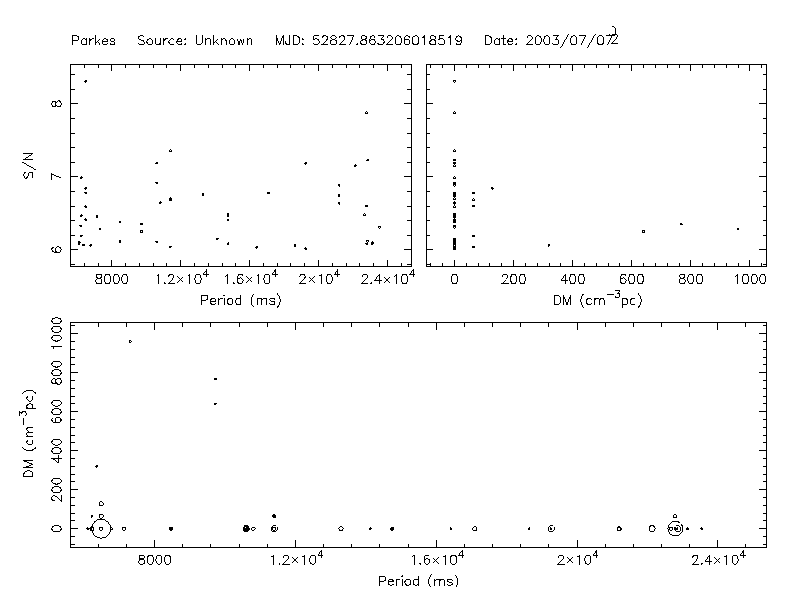 Parkes Source: Unknown MJD: 52827.863206018519 Date: 2003/07/07
S/N
8
7
6
8000 1.2×10⁴ 1.6×10⁴ 2×10⁴ 2.4×10⁴
Period (ms)
0 200 400 600 800 1000
DM (cm⁻³pc)
DM (cm⁻³pc)
1000
800
600
400
200
0
8000 1.2×10⁴ 1.6×10⁴ 2×10⁴ 2.4×10⁴
Period (ms)